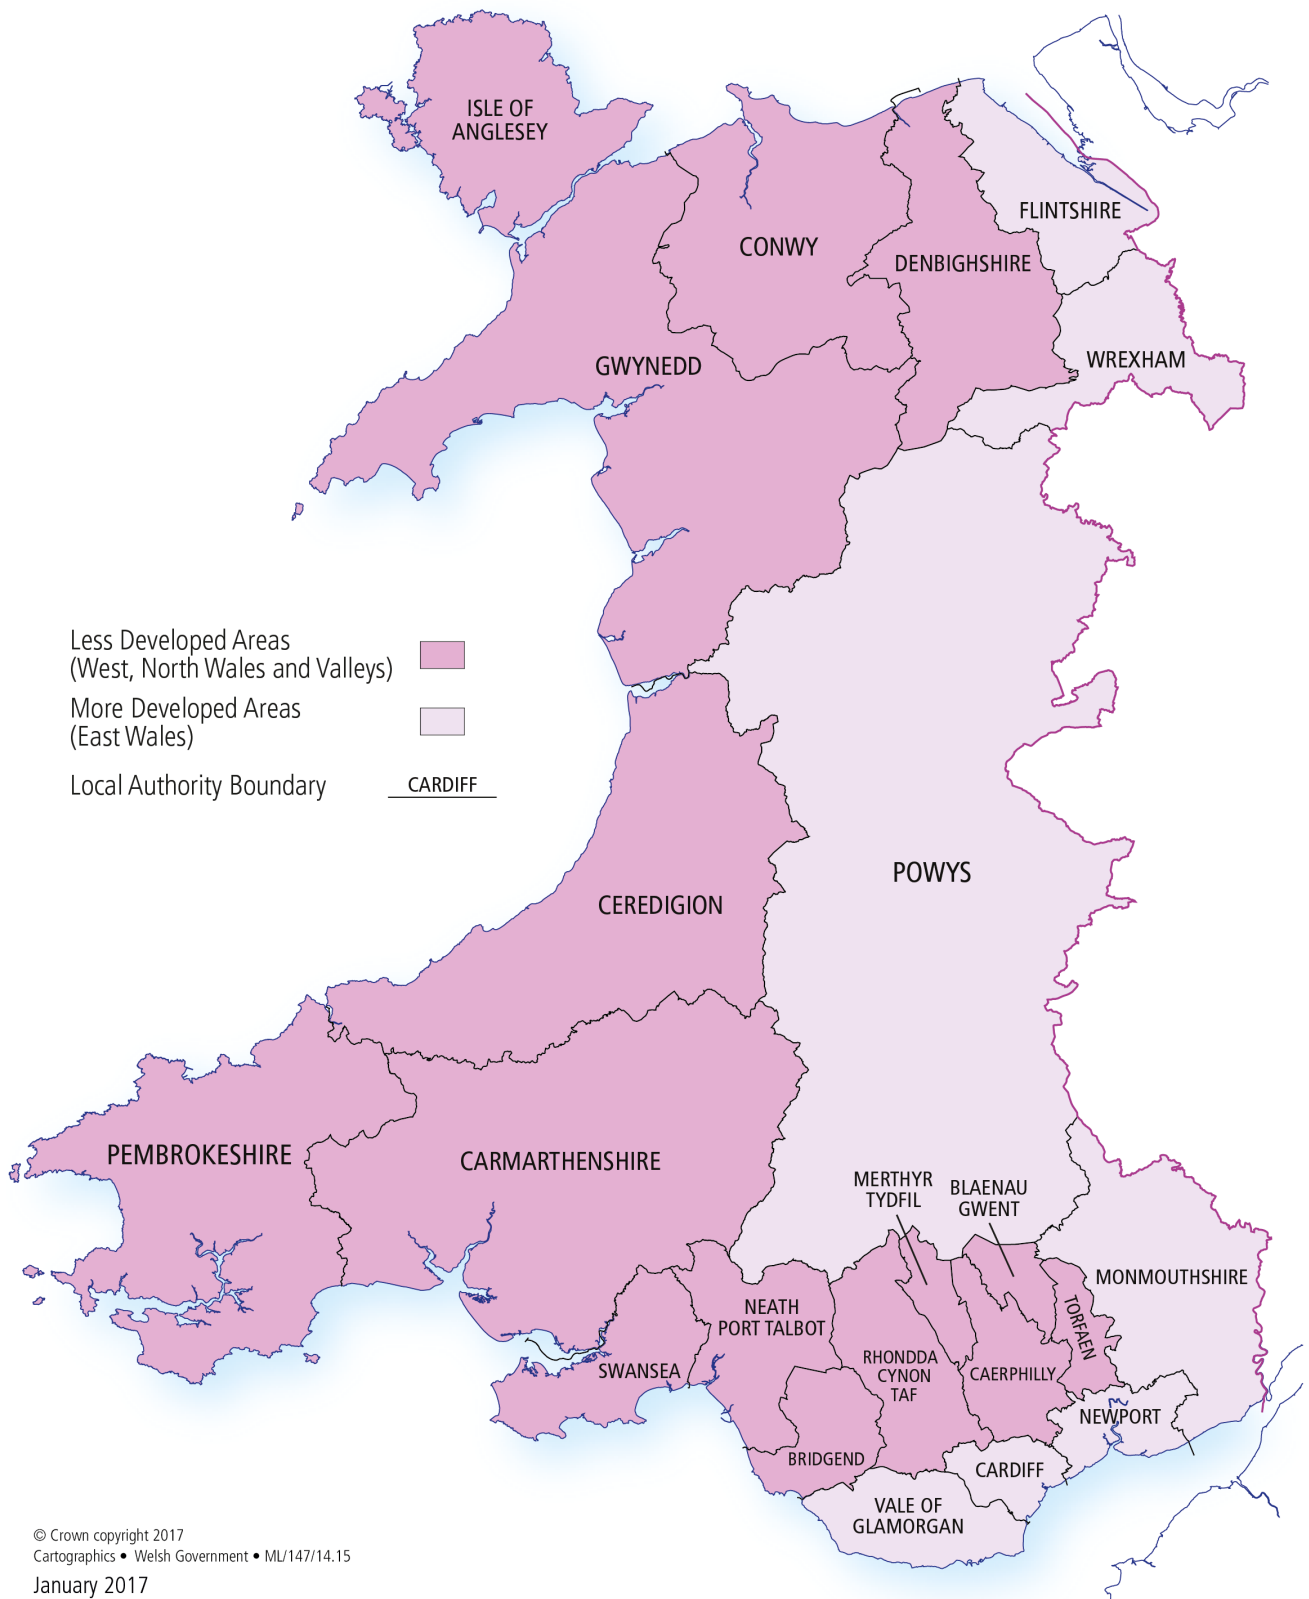 ISLE OF
ANGLESEY
FLINTSHIRE
CONWY
DENBIGHSHIRE
WREXHAM
GWYNEDD
Less Developed Areas
(West, North Wales and Valleys)
More Developed Areas
(East Wales)
Local Authority Boundary
CARDIFF
POWYS
CEREDIGION
PEMBROKESHIRE
CARMARTHENSHIRE
MERTHYR
TYDFIL
BLAENAU
GWENT
MONMOUTHSHIRE
NEATH
PORT TALBOT
TORFAEN
SWANSEA
RHONDDA
CYNON
TAF
CAERPHILLY
NEWPORT
BRIDGEND
CARDIFF
VALE OF
GLAMORGAN
© Crown copyright 2017
Cartographics • Welsh Government • ML/147/14.15
January 2017